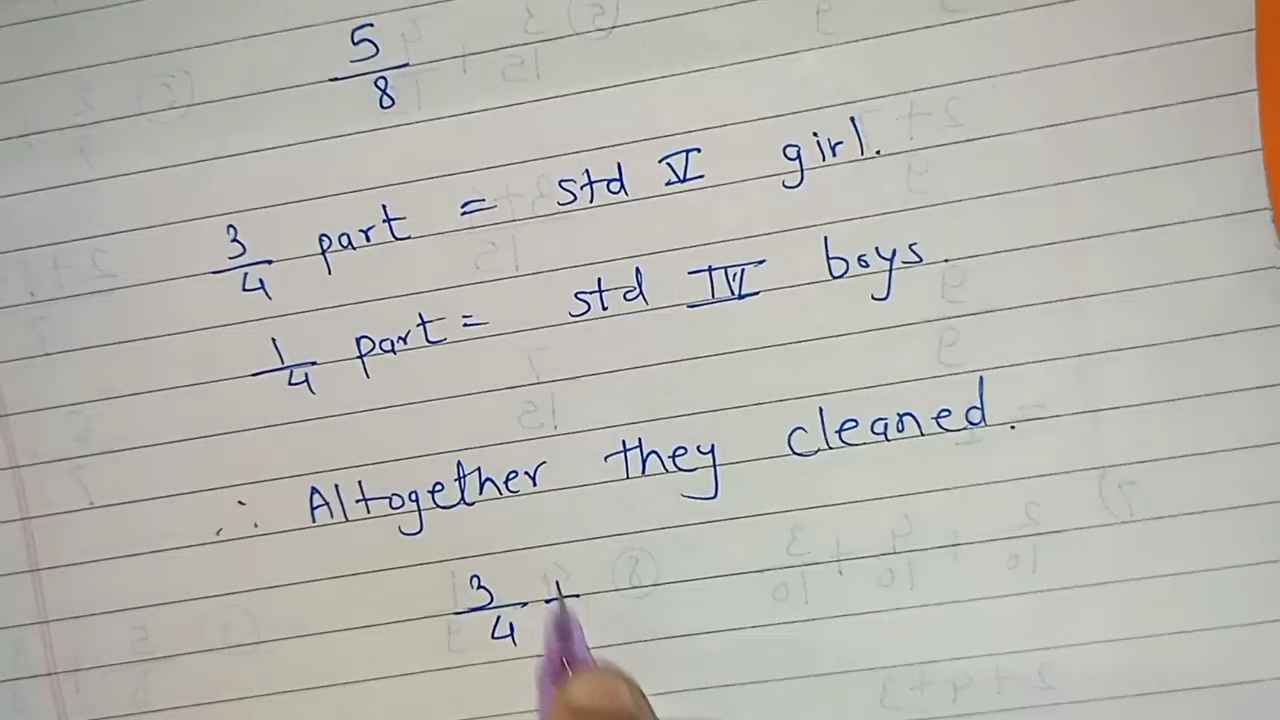 5/8
3/4 part = std V girl.
1/4 part = std IV boys.
∴ Altogether they cleaned.
3/4 +